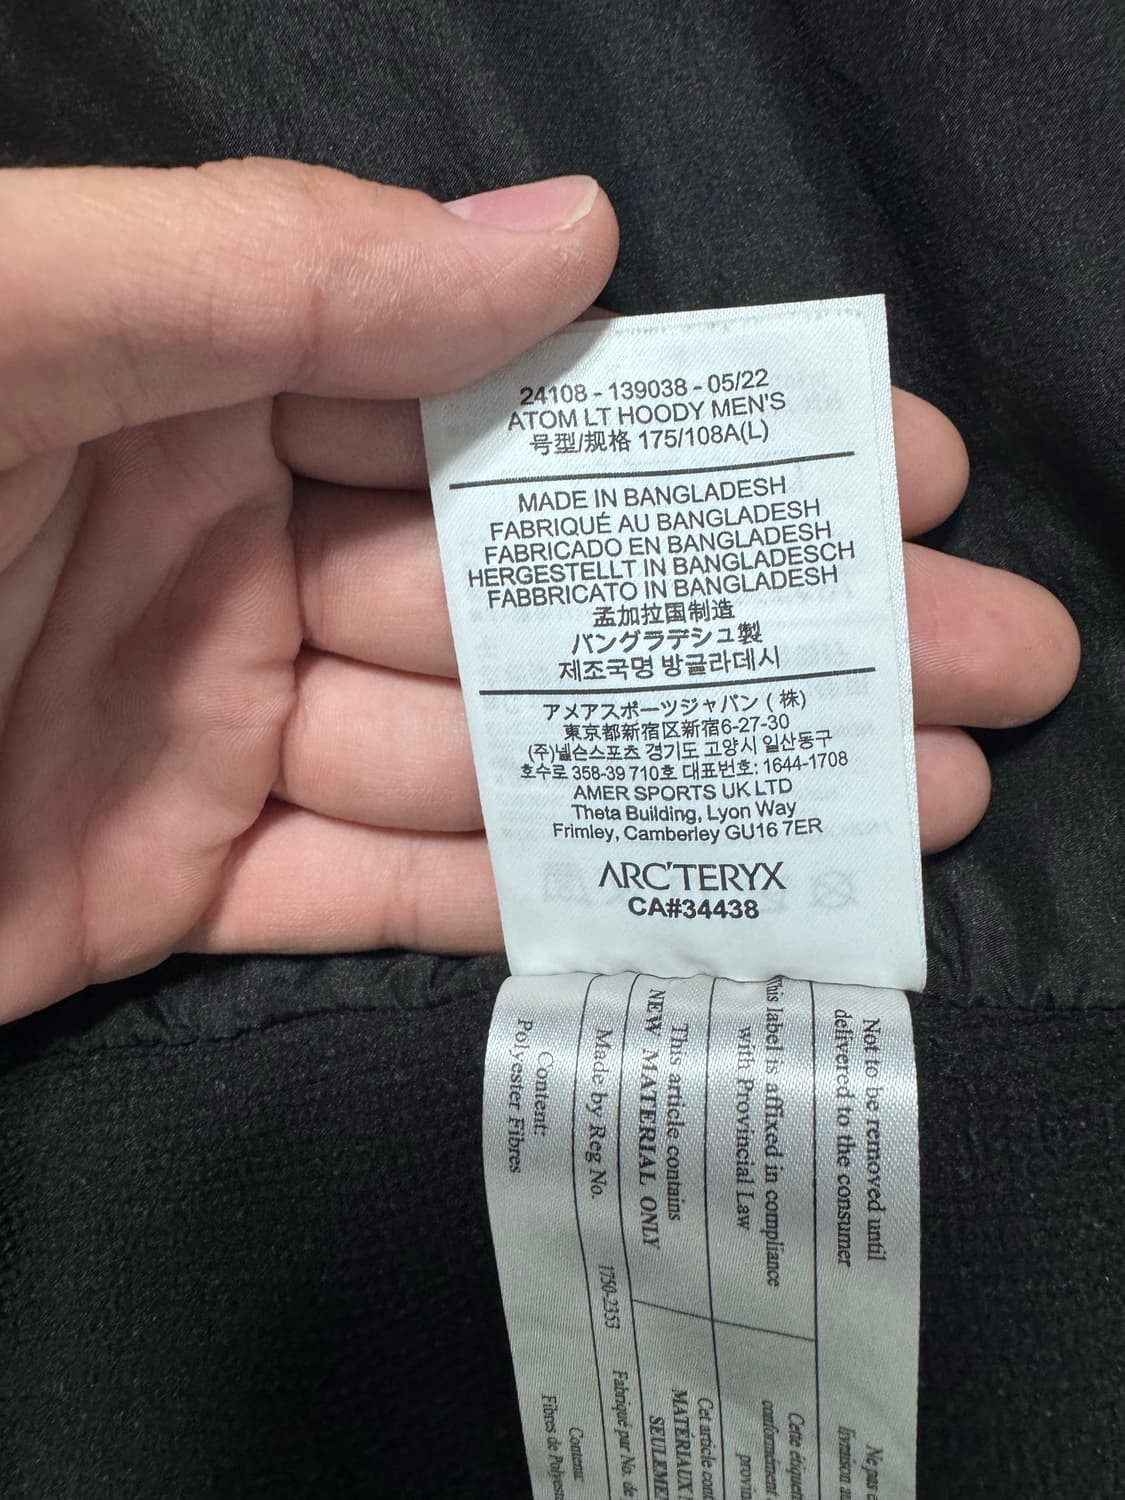 24108 - 139038 - 05/22
ATOM LT HOODY MEN'S
号型/规格 175/108A(L)
MADE IN BANGLADESH
FABRIQUÉ AU BANGLADESH
FABRICADO EN BANGLADESH
HERGESTELLT IN BANGLADESCH
FABBRICATO IN BANGLADESH
孟加拉国制造
バングラデシュ製
제조국명 방글라데시
アメアスポーツジャパン ( 株)
東京都新宿区新宿6-27-30
(주)넬슨스포츠 경기도 고양시 일산동구
호수로 358-39 710호 대표번호: 1644-1708
AMER SPORTS UK LTD
Theta Building, Lyon Way
Frimley, Camberley GU16 7ER
ARC'TERYX
CA#34438
Not to be removed until
delivered to the consumer
This label is affixed in compliance
with Provincial Law
This article contains
NEW MATERIAL ONLY
Made by Reg No. 1750-2353
Content:
Polyester Fibres
Ne pas
livraison au
Cette
conformément
Cet article
MATÉRIAUX
Fabriqué par No. de
Contenu:
Fibres de